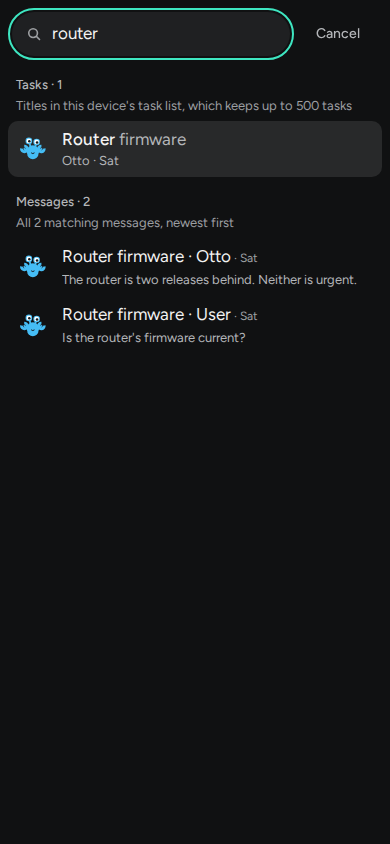 router
Cancel
Tasks · 1
Titles in this device's task list, which keeps up to 500 tasks
Router firmware
Otto · Sat
Messages · 2
All 2 matching messages, newest first
Router firmware · Otto · Sat
The router is two releases behind. Neither is urgent.
Router firmware · User · Sat
Is the router's firmware current?